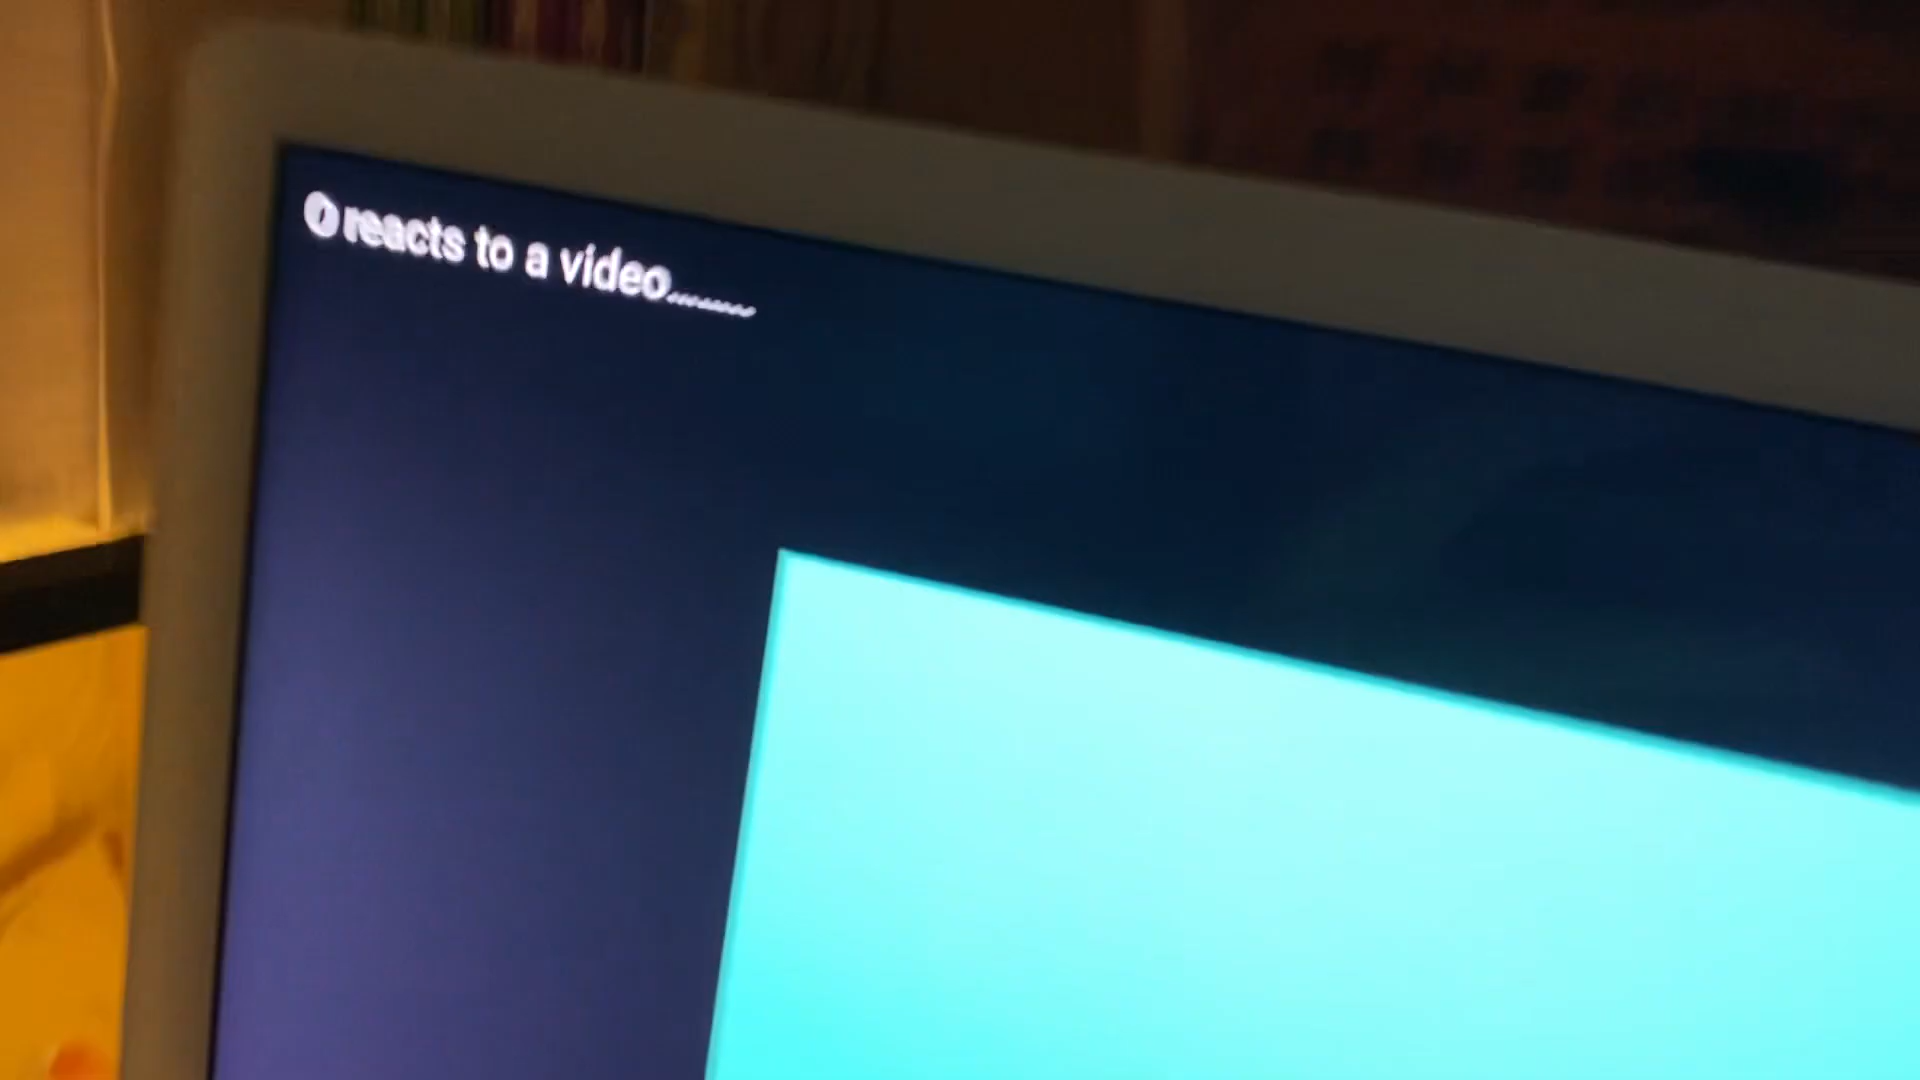 reacts to a video.........